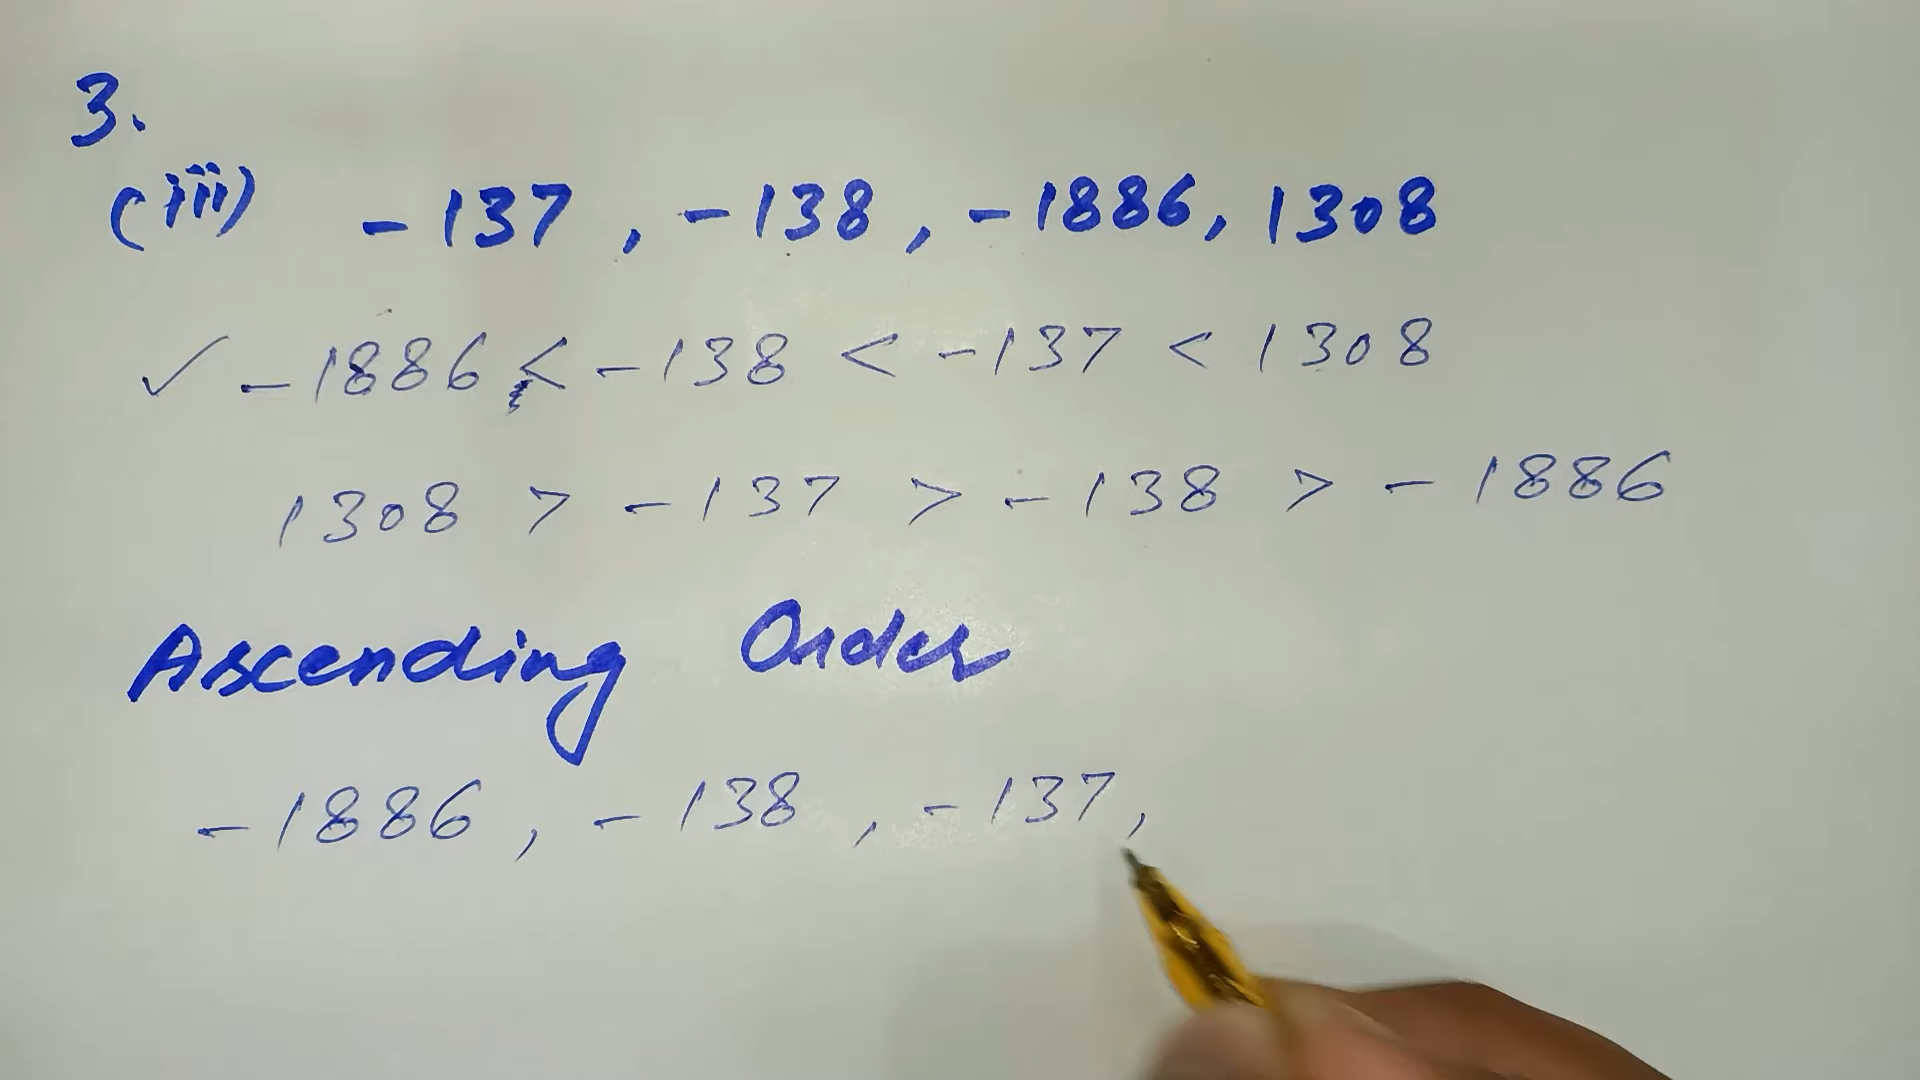 3.
(iii) -137, -138, -1886, 1308
✓ -1886 < -138 < -137 < 1308
1308 > -137 > -138 > -1886
Ascending Order
-1886, -138, -137,